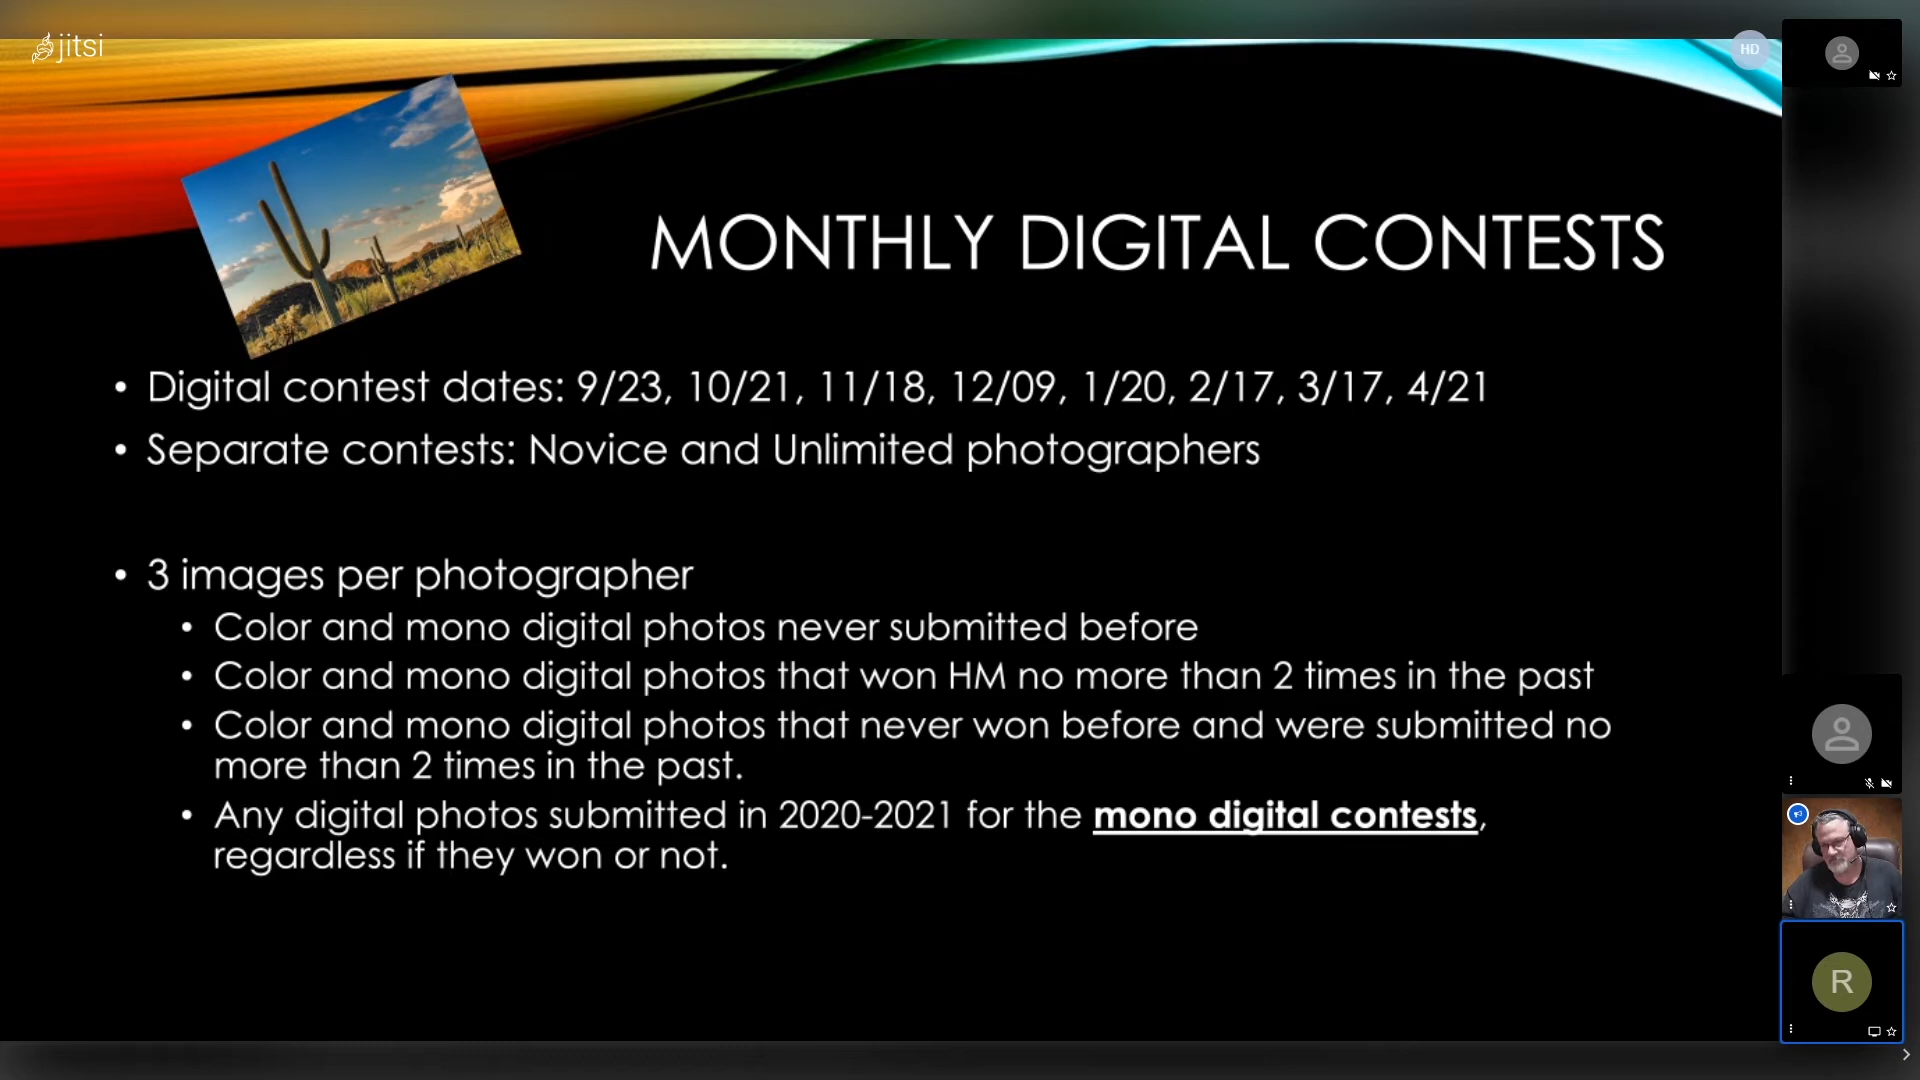 jitsi
HD
MONTHLY DIGITAL CONTESTS
• Digital contest dates: 9/23, 10/21, 11/18, 12/09, 1/20, 2/17, 3/17, 4/21
• Separate contests: Novice and Unlimited photographers
• 3 images per photographer
• Color and mono digital photos never submitted before
• Color and mono digital photos that won HM no more than 2 times in the past
• Color and mono digital photos that never won before and were submitted no
more than 2 times in the past.
• Any digital photos submitted in 2020-2021 for the mono digital contests,
regardless if they won or not.
R